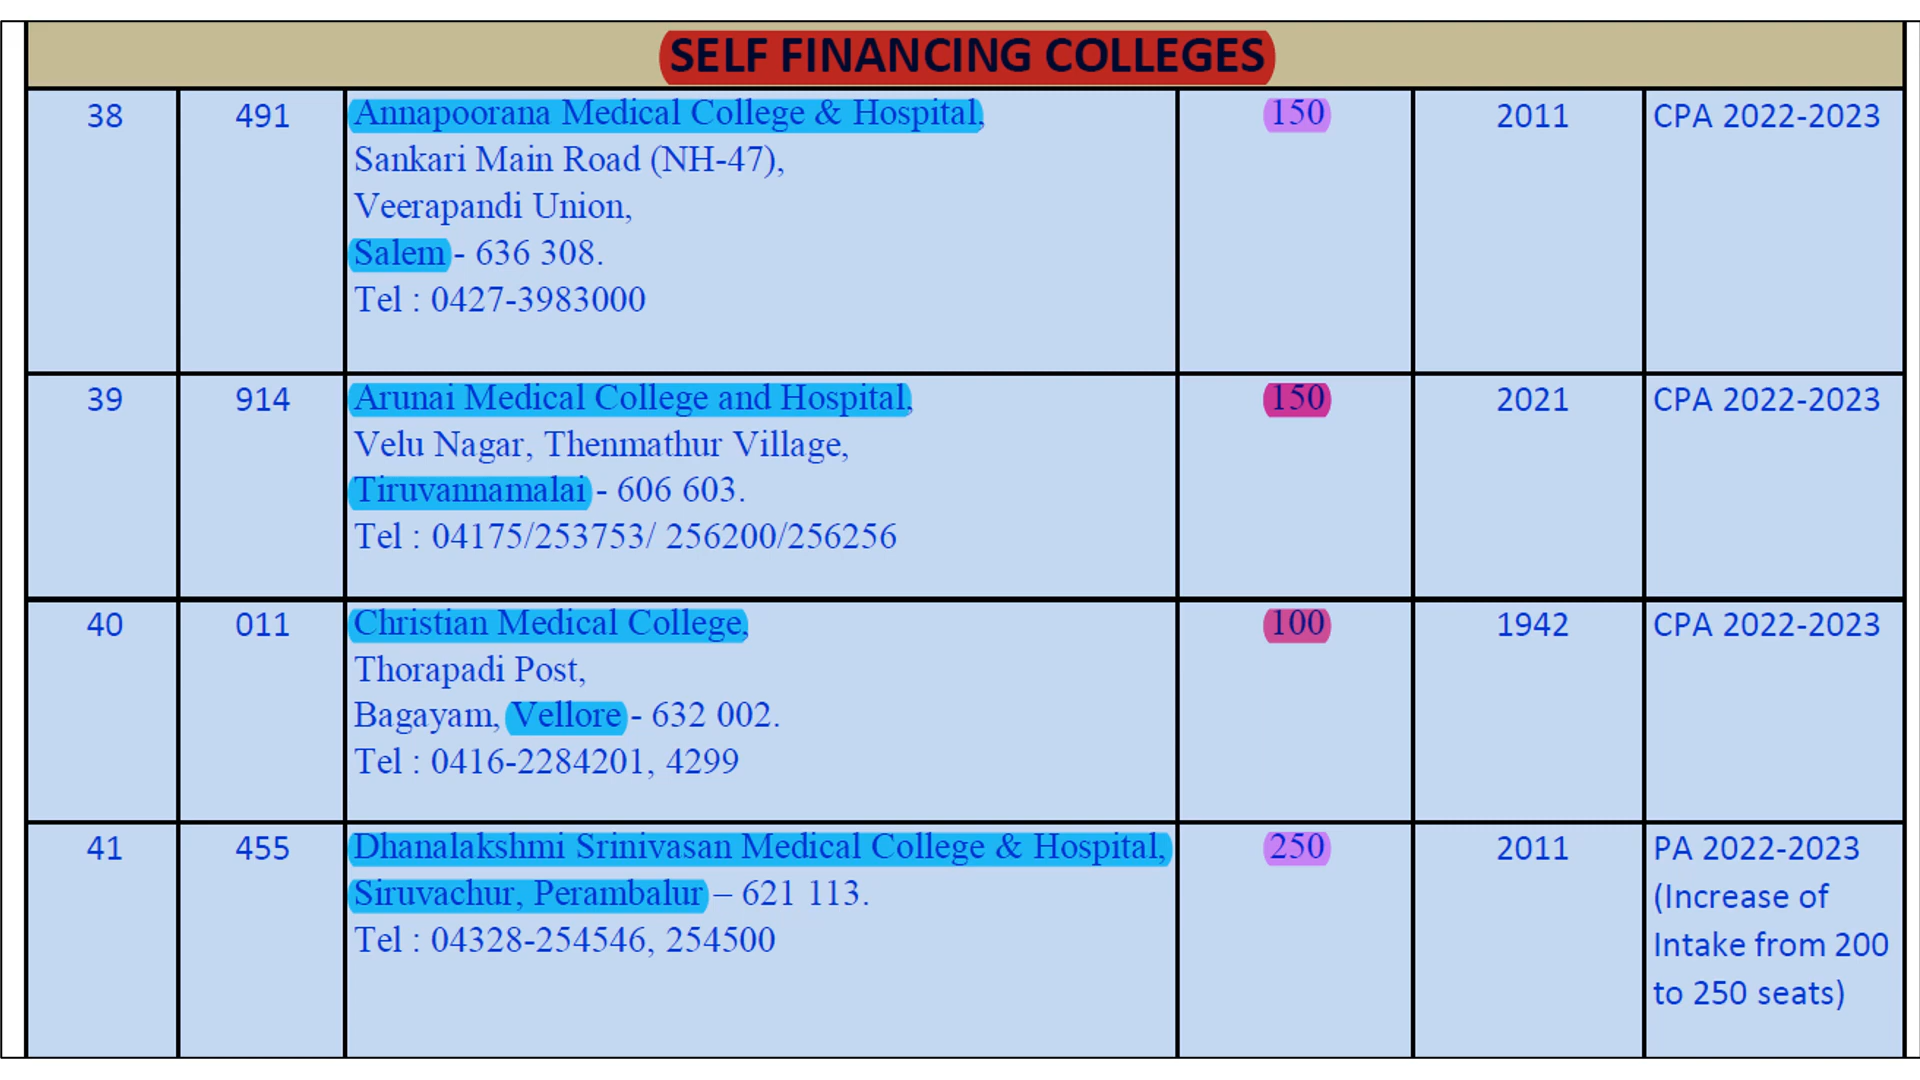 SELF FINANCING COLLEGES
38 491 Annapoorana Medical College & Hospital, 150 2011 CPA 2022-2023
Sankari Main Road (NH-47),
Veerapandi Union,
Salem - 636 308.
Tel : 0427-3983000
39 914 Arunai Medical College and Hospital, 150 2021 CPA 2022-2023
Velu Nagar, Thenmathur Village,
Tiruvannamalai - 606 603.
Tel : 04175/253753/ 256200/256256
40 011 Christian Medical College, 100 1942 CPA 2022-2023
Thorapadi Post,
Bagayam, Vellore - 632 002.
Tel : 0416-2284201, 4299
41 455 Dhanalakshmi Srinivasan Medical College & Hospital, 250 2011 PA 2022-2023
Siruvachur, Perambalur – 621 113. (Increase of
Tel : 04328-254546, 254500 Intake from 200
to 250 seats)